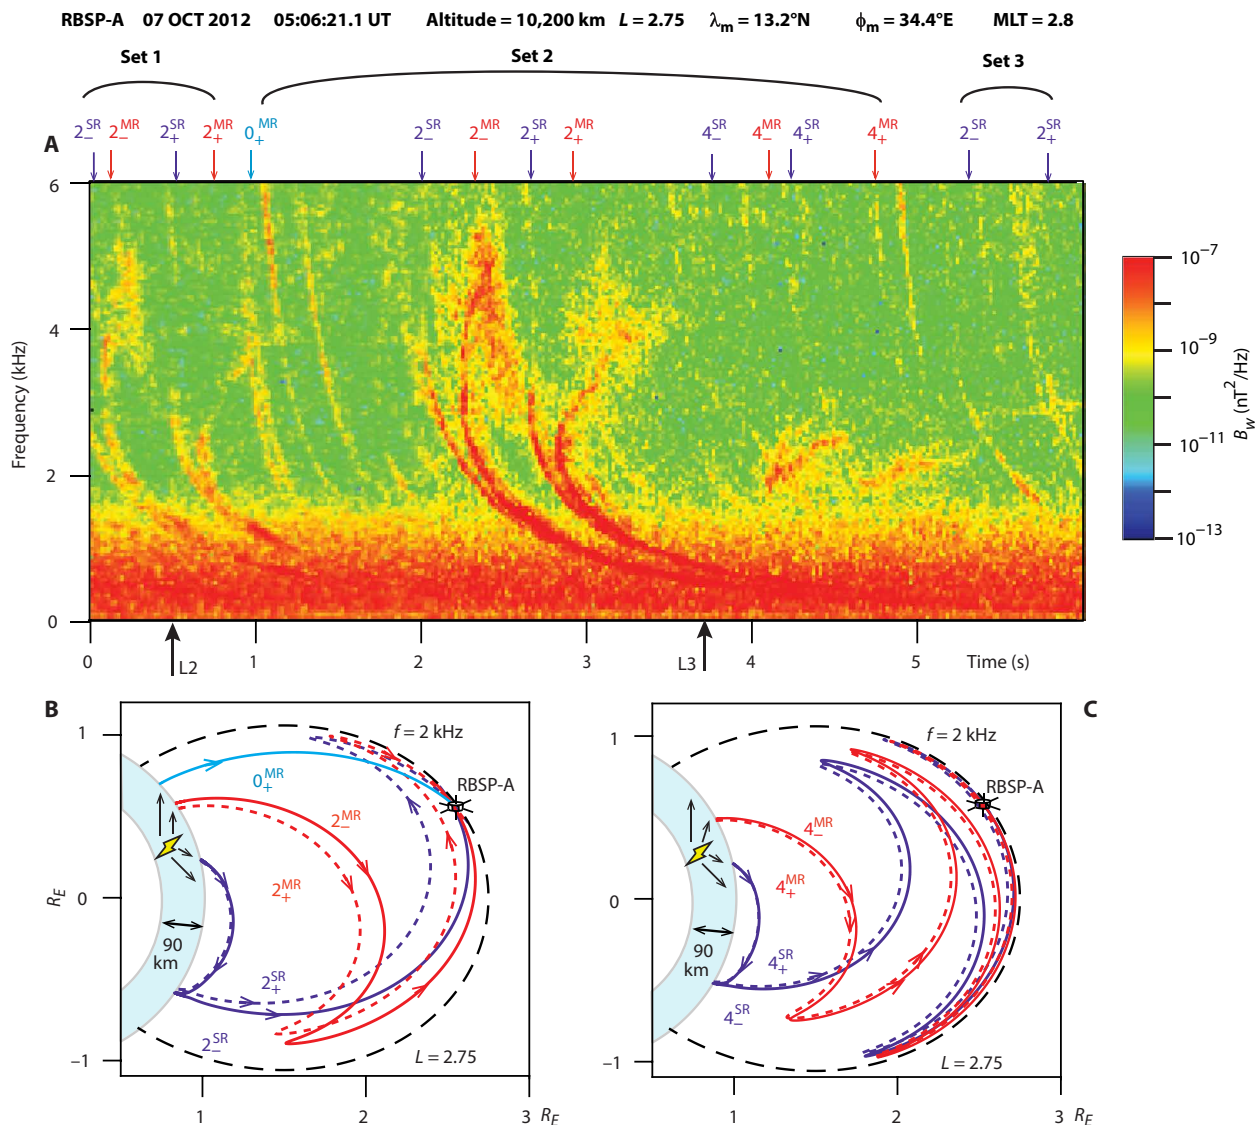 RBSP-A 07 OCT 2012 05:06:21.1 UT Altitude = 10,200 km L = 2.75 λm = 13.2°N ϕm = 34.4°E MLT = 2.8
Set 1 Set 2 Set 3
2−SR 2−MR 2+SR 2+MR 0+MR 2−SR 2−MR 2+SR 2+MR 4−SR 4−MR 4+SR 4+MR 2−SR 2+SR
A
6
4
2
0
Frequency (kHz)
0 1 2 3 4 5 Time (s)
L2 L3
10−7
10−9
10−11
10−13
Bw (nT2/Hz)
B
f = 2 kHz
RBSP-A
0+MR
2−MR
2+MR
2+SR
2−SR
90
km
L = 2.75
1
0
−1
RE
1 2 3 RE
C
f = 2 kHz
RBSP-A
4−MR
4+MR
4+SR
4−SR
90
km
L = 2.75
1
0
−1
1 2 3 RE